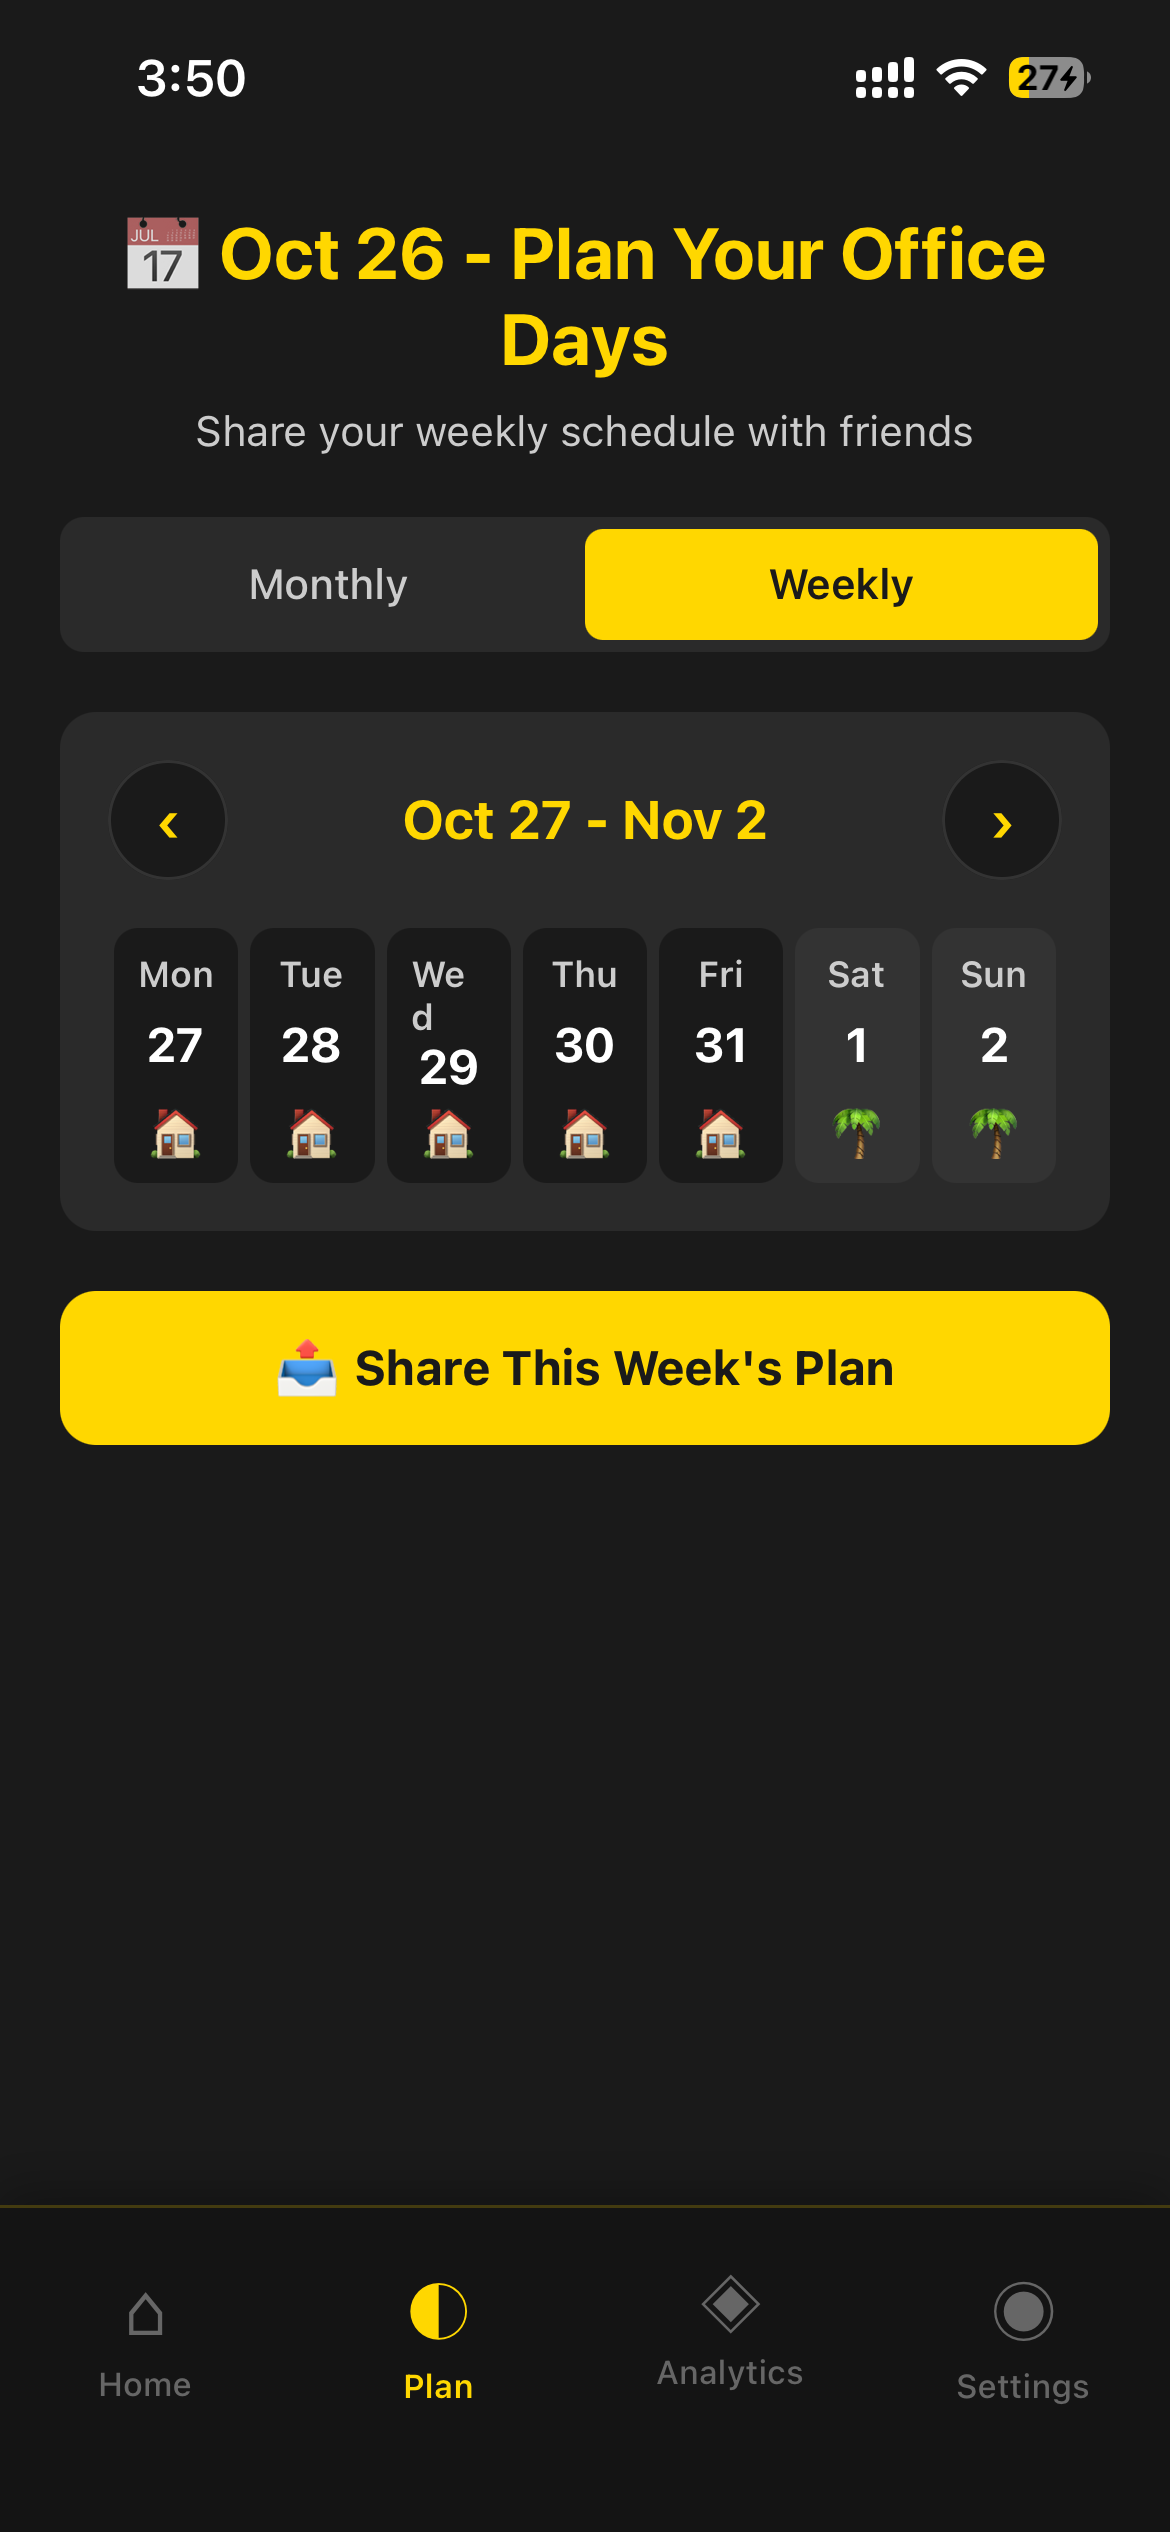 3:50
27
JUL
17
Oct 26 - Plan Your Office
Days
Share your weekly schedule with friends
Monthly
Weekly
‹
Oct 27 - Nov 2
›
Mon
27
Tue
28
We
d
29
Thu
30
Fri
31
Sat
1
Sun
2
Share This Week's Plan
Home
Plan
Analytics
Settings